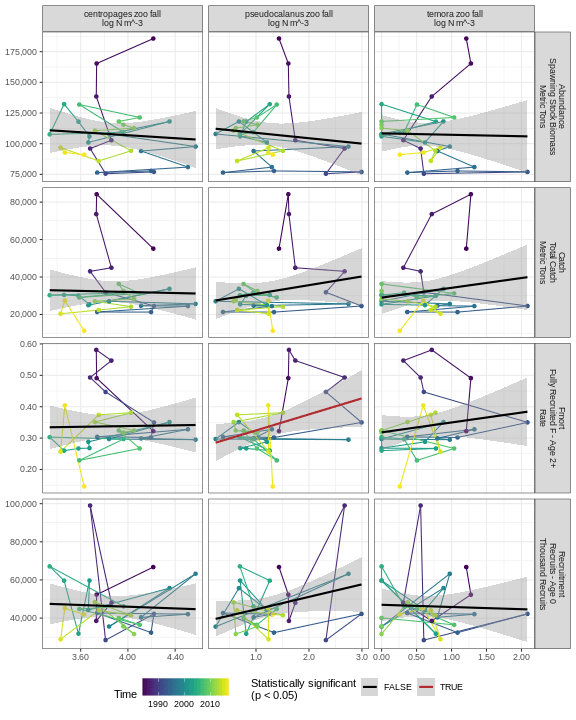 centropages zoo fall
log N m^-3
pseudocalanus zoo fall
log N m^-3
temora zoo fall
log N m^-3
175,000
150,000
125,000
100,000
75,000
Abundance
Spawning Stock Biomass
Metric Tons
80,000
60,000
40,000
20,000
Catch
Total Catch
Metric Tons
0.60
0.50
0.40
0.30
0.20
Fmort
Fully Recruited F - Age 2+
Rate
100,000
80,000
60,000
40,000
Recruitment
Recruits - Age 0
Thousand Recruits
3.60
4.00
4.40
1.0
2.0
3.0
0.00
0.50
1.00
1.50
2.00
Time
1990
2000
2010
Statistically significant
(p < 0.05)
FALSE
TRUE